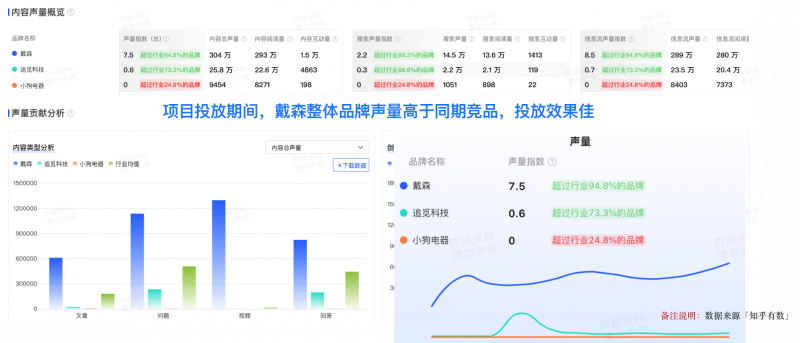 内容声量概览
品牌名称
声量指数（总） 内容总声量 内容阅读量 内容互动量
搜索声量指数 搜索声量 搜索阅读量 搜索互动量
信息流声量指数 信息流声量 信息流阅读量
戴森 7.5 超过行业94.8%的品牌 304 万 293 万 1.5 万
2.2 超过行业89.3%的品牌 14.5 万 13.6 万 1413
8.5 超过行业94.8%的品牌 289 万 280 万
追觅科技 0.6 超过行业73.3%的品牌 25.8 万 22.6 万 4863
0.3 超过行业68.8%的品牌 2.2 万 2.1 万 119
0.7 超过行业73.3%的品牌 23.5 万 20.4 万
小狗电器 0 超过行业24.8%的品牌 9454 8271 198
0 超过行业24.8%的品牌 1051 898 22
0 超过行业24.8%的品牌 8403 7373
声量贡献分析
项目投放期间，戴森整体品牌声量高于同期竞品，投放效果佳
内容类型分析
内容总声量
戴森 追觅科技 小狗电器 行业均值
下载数据
1500000
1200000
900000
600000
300000
0
文章 问题 视频 回答
创
18
15
12
9
6
3
声量
品牌名称 声量指数
戴森 7.5 超过行业94.8%的品牌
追觅科技 0.6 超过行业73.3%的品牌
小狗电器 0 超过行业24.8%的品牌
备注说明：数据来源「知乎有数」
内部资料
谨防外传